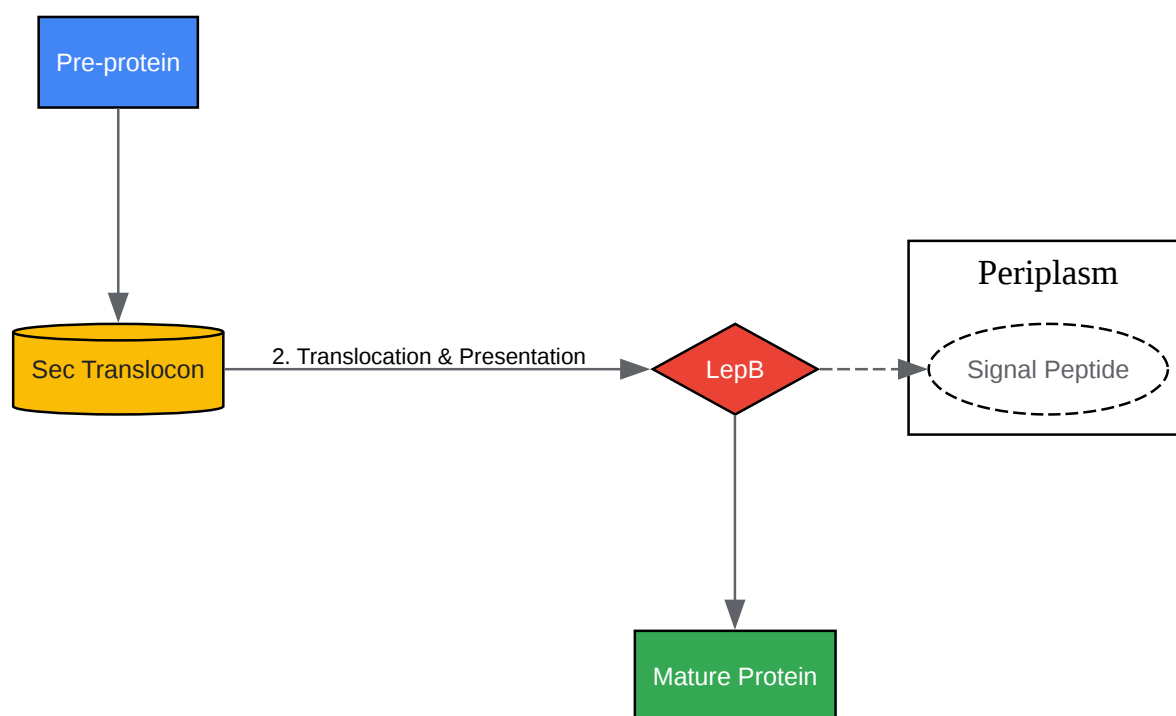 Pre-protein
Periplasm
2. Translocation & Presentation
Sec Translocon
LepB
Signal Peptide
Mature Protein